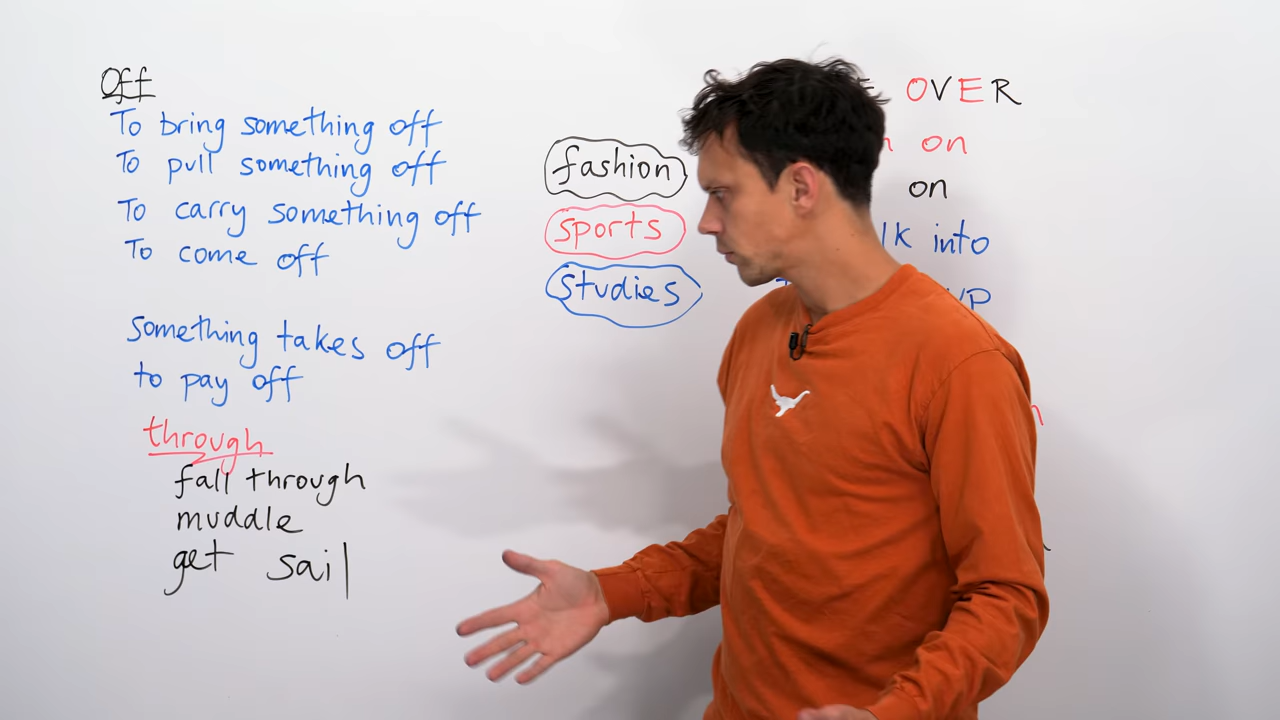 Off
To bring something off
To pull something off
To carry something off
To come off
something takes off
to pay off
through
fall through
muddle
get sail
fashion
sports
studies
OVER
on
on
into